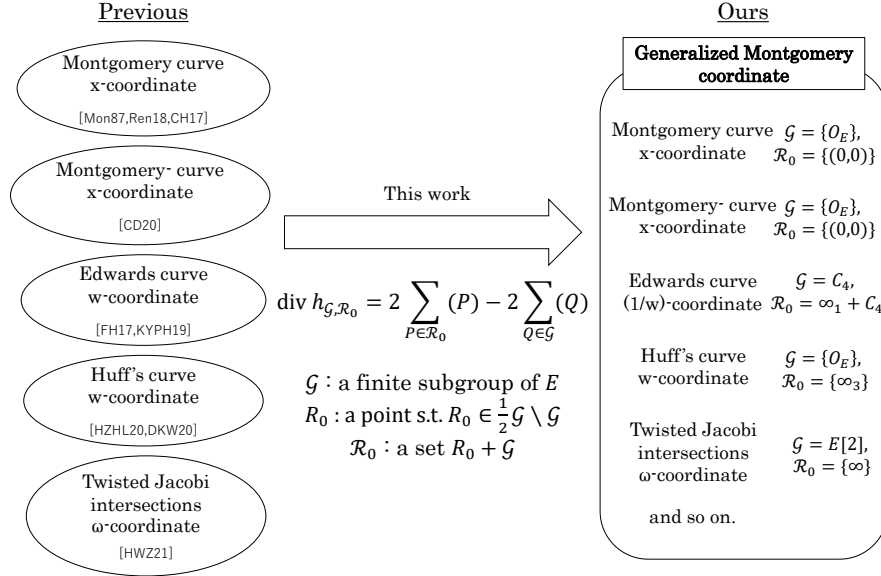 Previous
Montgomery curve
x-coordinate
[Mon87,Ren18,CH17]
Montgomery- curve
x-coordinate
[CD20]
Edwards curve
w-coordinate
[FH17,KYPH19]
Huff's curve
w-coordinate
[HZHL20,DKW20]
Twisted Jacobi
intersections
ω-coordinate
[HWZ21]
This work
div h_{𝒢,ℛ₀} = 2 ∑_{P∈ℛ₀} (P) − 2 ∑_{Q∈𝒢} (Q)
𝒢 : a finite subgroup of E
R₀ : a point s.t. R₀ ∈ ½𝒢 \ 𝒢
ℛ₀ : a set R₀ + 𝒢
Ours
Generalized Montgomery
coordinate
Montgomery curve 𝒢 = {O_E},
x-coordinate ℛ₀ = {(0,0)}
Montgomery- curve 𝒢 = {O_E},
x-coordinate ℛ₀ = {(0,0)}
Edwards curve 𝒢 = C₄,
(1/w)-coordinate ℛ₀ = ∞₁ + C₄
Huff's curve 𝒢 = {O_E},
w-coordinate ℛ₀ = {∞₃}
Twisted Jacobi
intersections
ω-coordinate
𝒢 = E[2],
ℛ₀ = {∞}
and so on.